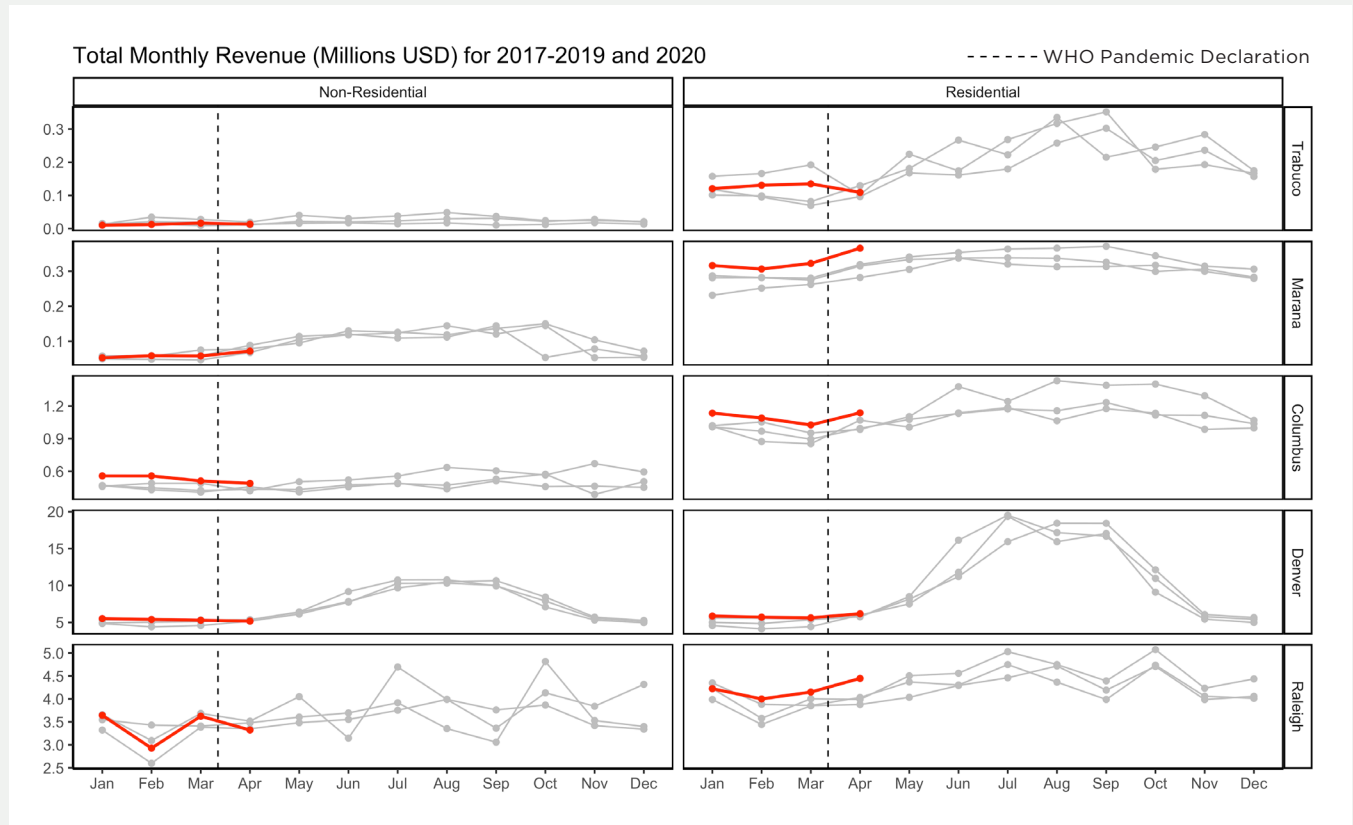 Total Monthly Revenue (Millions USD) for 2017-2019 and 2020
WHO Pandemic Declaration
Non-Residential
Residential
0.3
0.2
0.1
0.0
Trabuco
0.3
0.2
0.1
Marana
1.2
0.9
0.6
Columbus
20
15
10
5
Denver
5.0
4.5
4.0
3.5
3.0
2.5
Raleigh
Jan Feb Mar Apr May Jun Jul Aug Sep Oct Nov Dec
Jan Feb Mar Apr May Jun Jul Aug Sep Oct Nov Dec